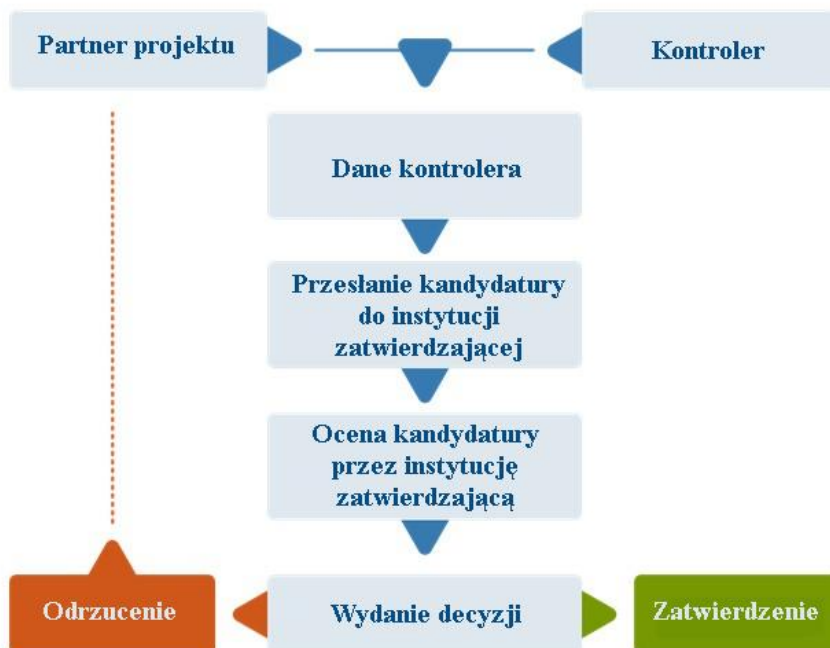 Partner projektu
Kontroler
Dane kontrolera
Przesłanie kandydatury
do instytucji
zatwierdzającej
Ocena kandydatury
przez instytucję
zatwierdzającą
Odrzucenie
Wydanie decyzji
Zatwierdzenie